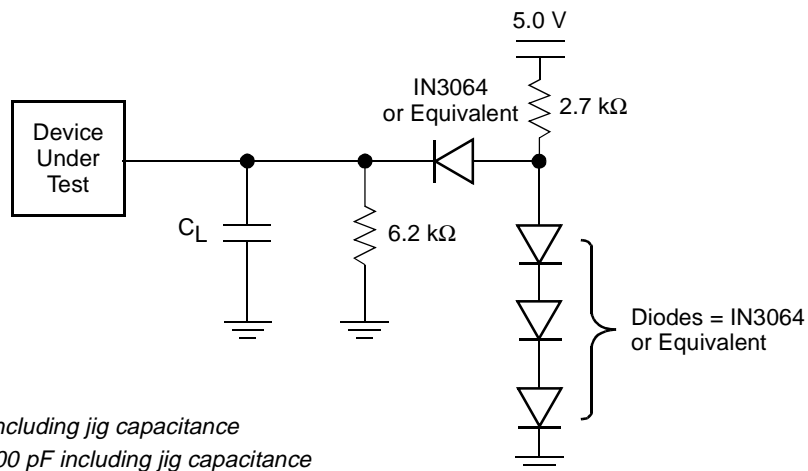 5.0 V
IN3064
or Equivalent
2.7 kΩ
Device
Under
Test
C_L
6.2 kΩ
Diodes = IN3064
or Equivalent
including jig capacitance
00 pF including jig capacitance